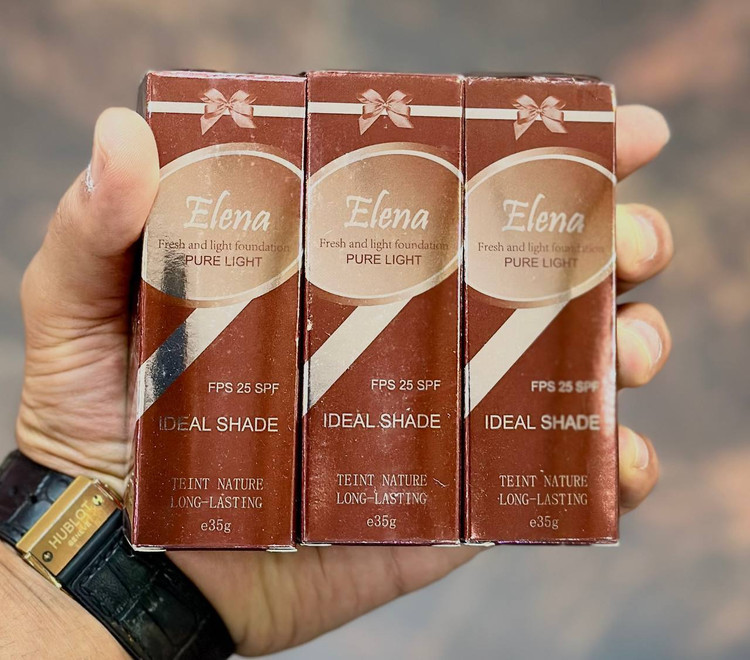 Elena
Fresh and light foundation
PURE LIGHT
FPS 25 SPF
IDEAL SHADE
TEINT NATURE
LONG-LASTING
e35g
Elena
Fresh and light foundation
PURE LIGHT
FPS 25 SPF
IDEAL SHADE
TEINT NATURE
LONG-LASTING
e35g
Elena
Fresh and light foundation
PURE LIGHT
FPS 25 SPF
IDEAL SHADE
TEINT NATURE
LONG-LASTING
e35g
HUBLOT
GENEVE